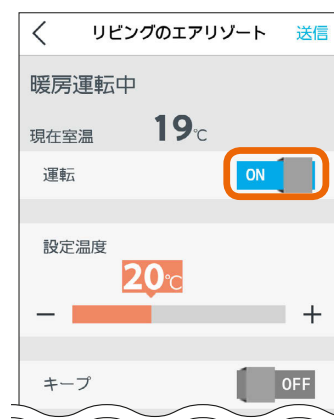 リビングのエアリゾート 送信
暖房運転中
現在室温 19℃
運転 ON
設定温度
20℃
− +
キープ OFF